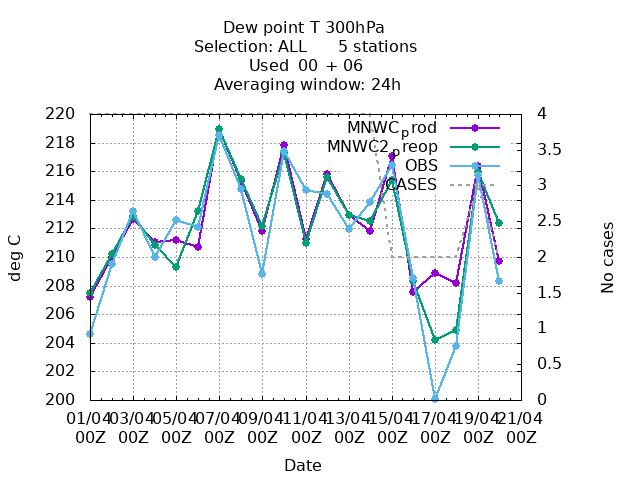 Dew point T 300hPa
Selection: ALL 5 stations
Used 00 + 06
Averaging window: 24h
220 4
218 3.5
216 3
214 2.5
212
210 2
208 1.5
206 1
204 0.5
202
200 0
MNWC_prod
MNWC2_preop
OBS
CASES
deg C
No cases
01/04 03/04 05/04 07/04 09/04 11/04 13/04 15/04 17/04 19/04 21/04
00Z 00Z 00Z 00Z 00Z 00Z 00Z 00Z 00Z 00Z 00Z
Date